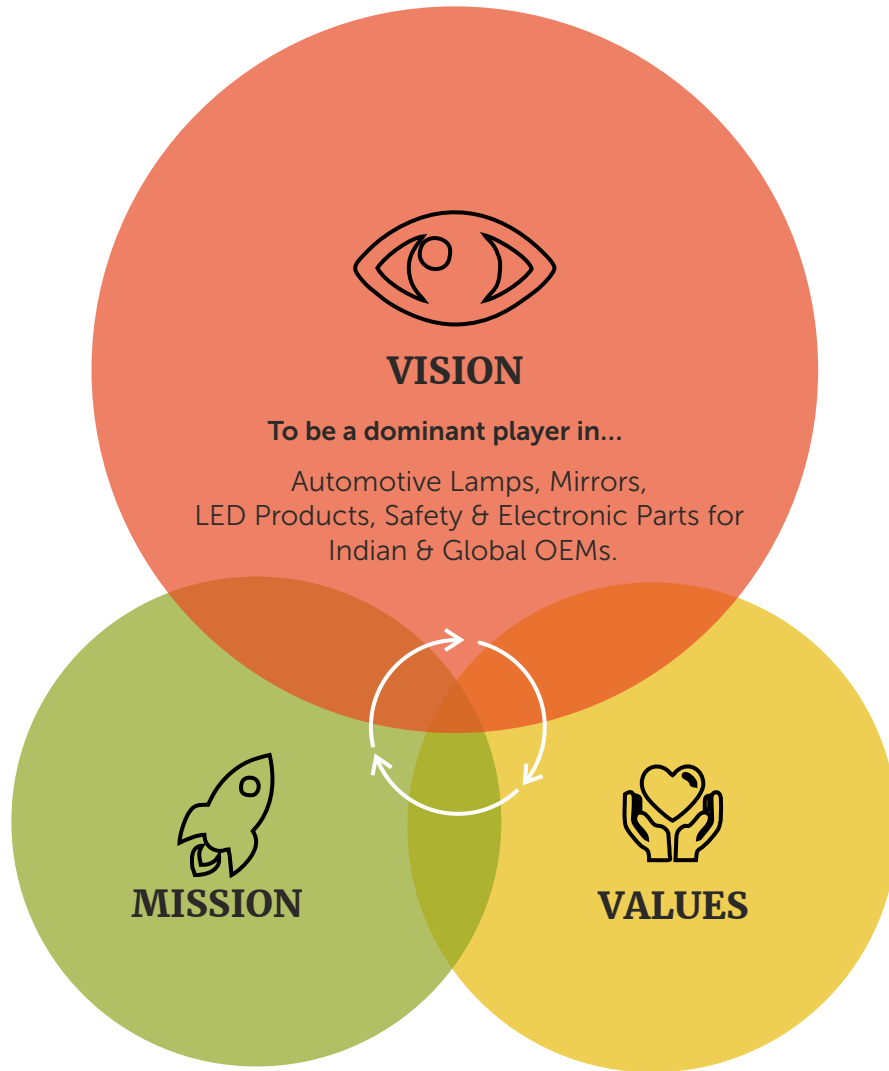 VISION
To be a dominant player in...
Automotive Lamps, Mirrors,
LED Products, Safety & Electronic Parts for
Indian & Global OEMs.
MISSION
VALUES